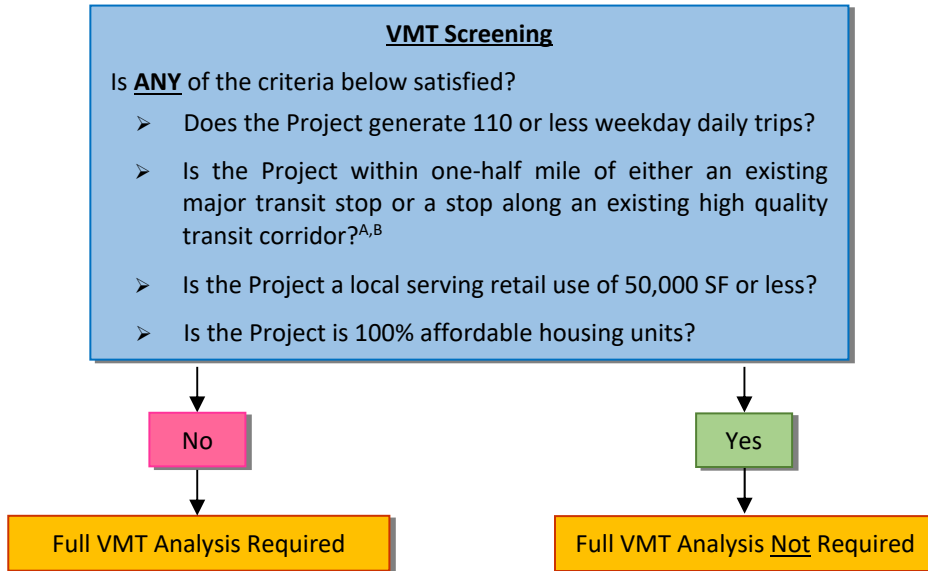 VMT Screening
Is ANY of the criteria below satisfied?
➢ Does the Project generate 110 or less weekday daily trips?
➢ Is the Project within one-half mile of either an existing
major transit stop or a stop along an existing high quality
transit corridor?A,B
➢ Is the Project a local serving retail use of 50,000 SF or less?
➢ Is the Project is 100% affordable housing units?
No
Yes
Full VMT Analysis Required
Full VMT Analysis Not Required